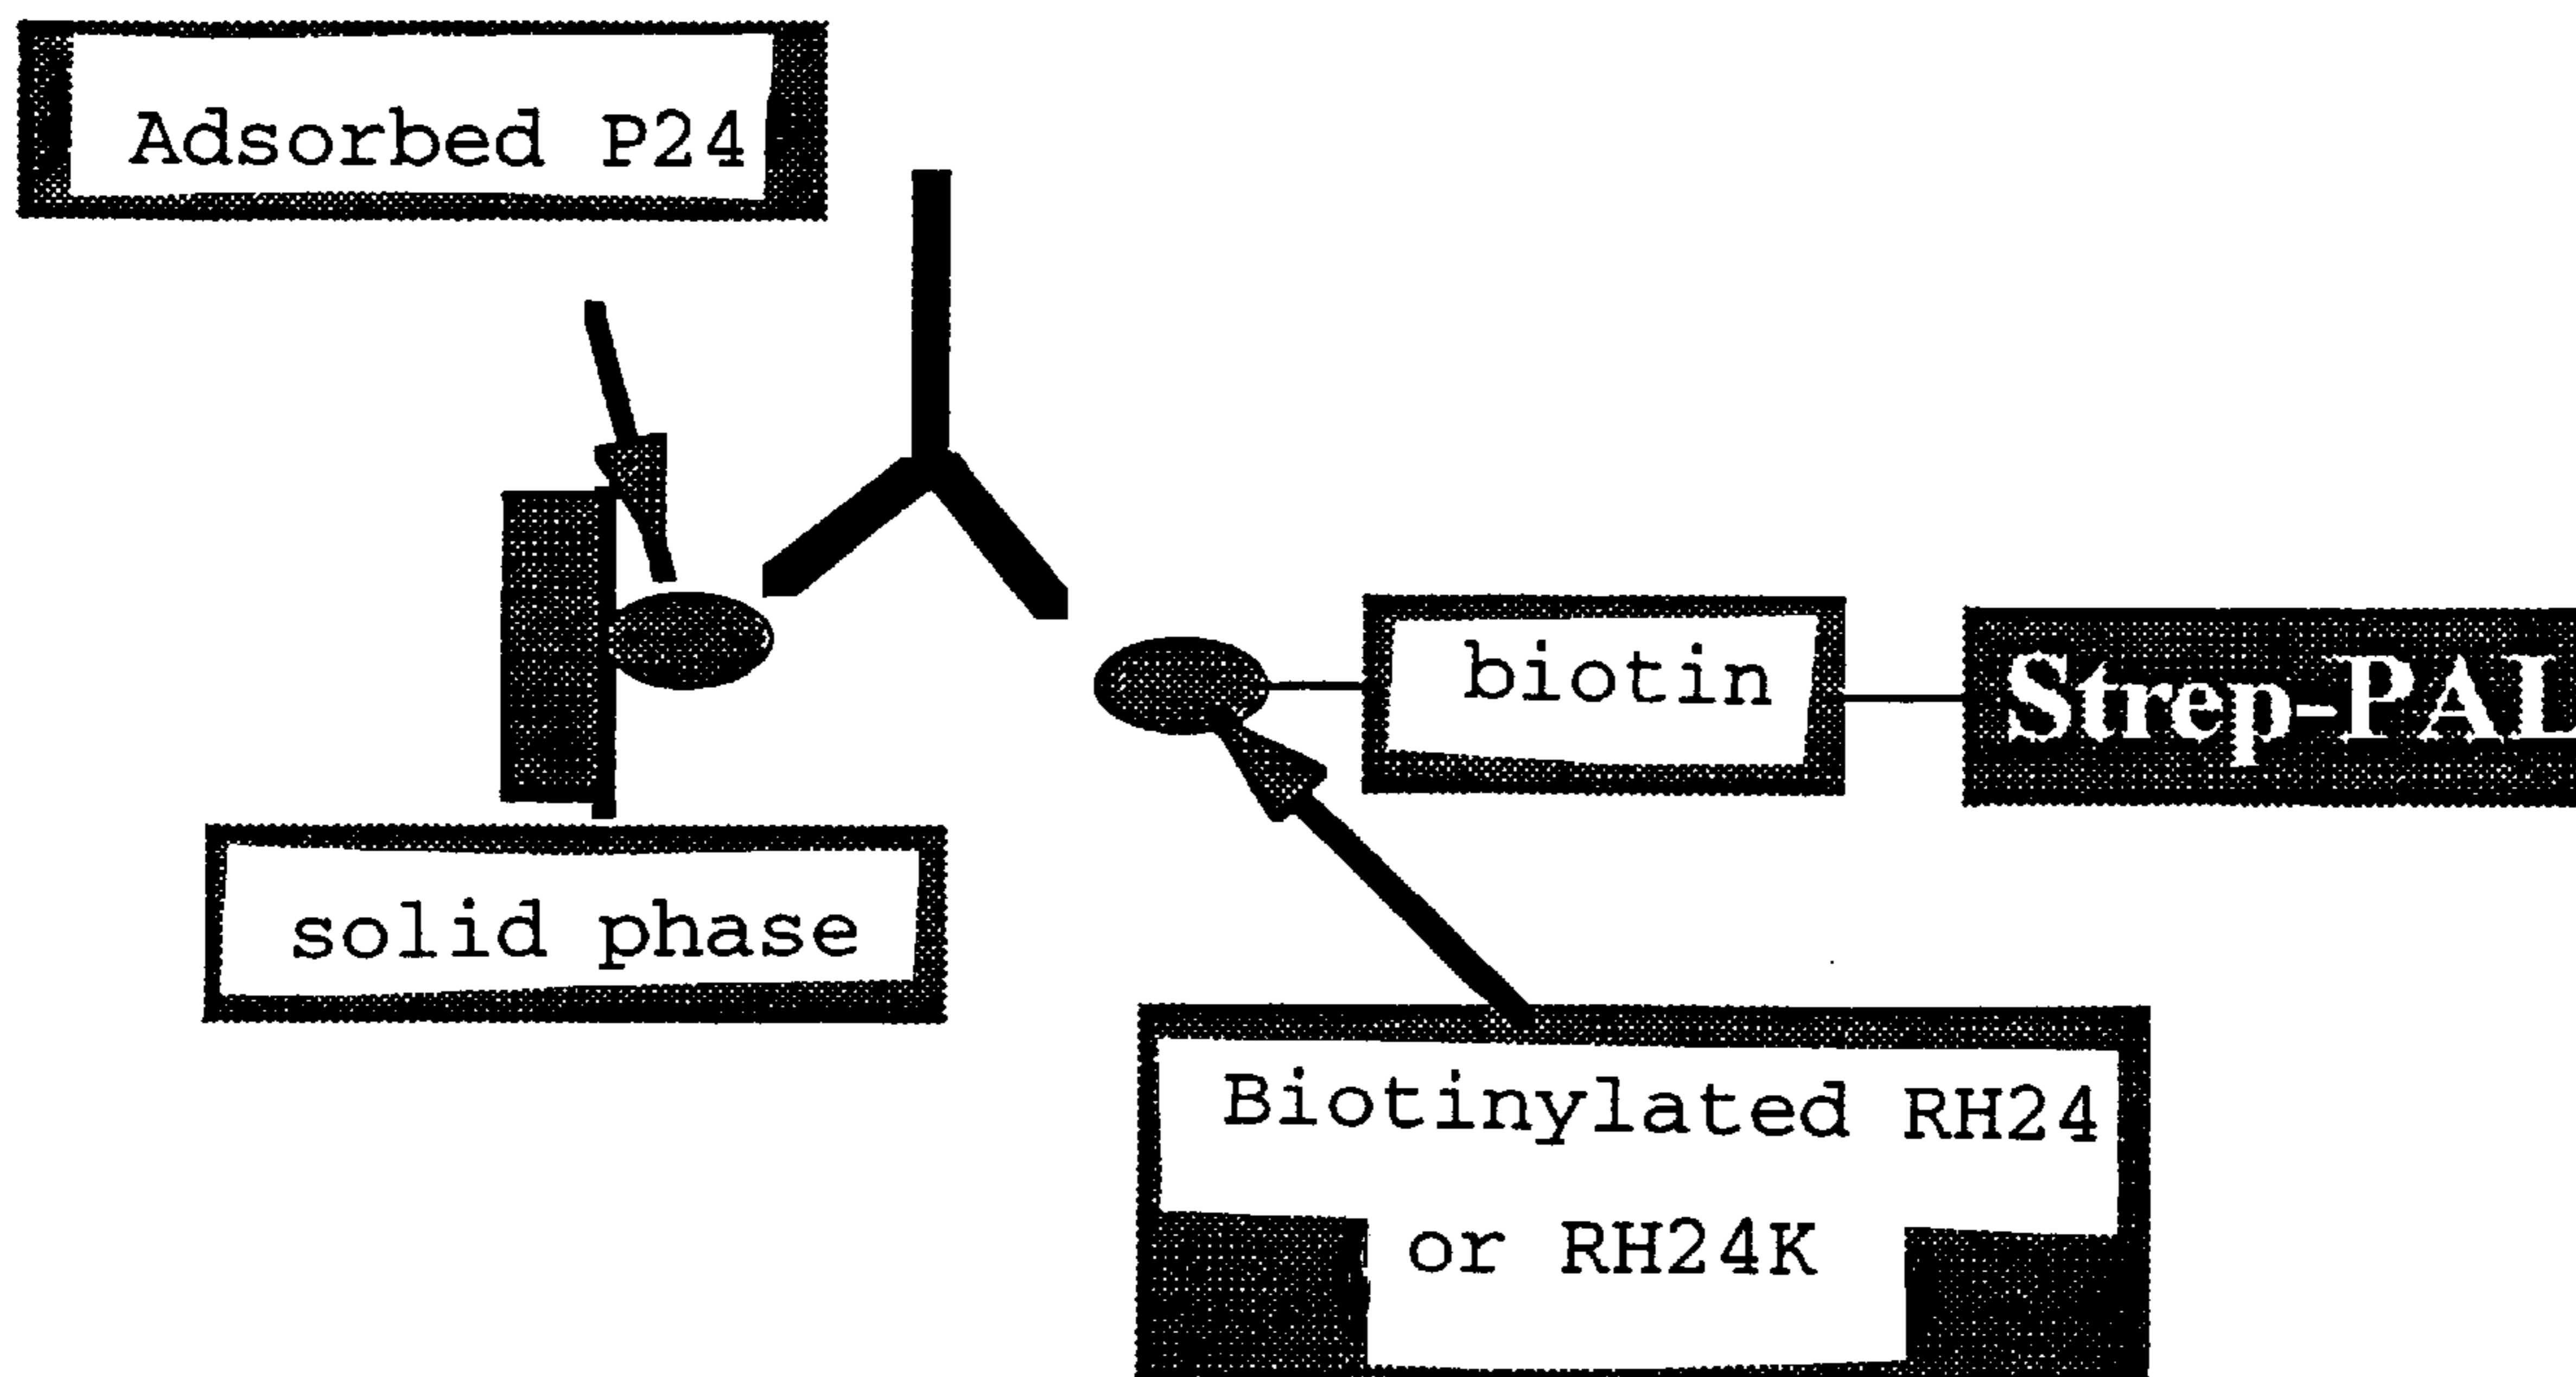 Adsorbed P24
biotin
Strep-PAL
solid phase
Biotinylated RH24
or RH24K